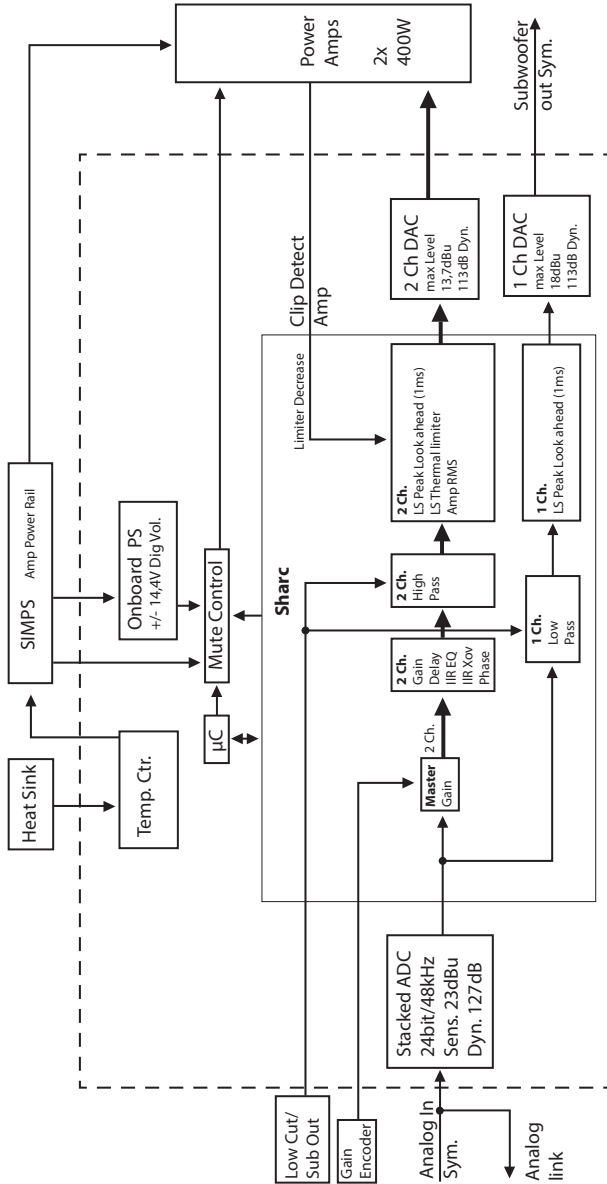 Heat Sink
SIMPS
Amp Power Rail
Temp. Ctr.
Onboard PS
+/- 14,4V Dig Vol.
µC
Mute Control
Power
Amps
2x
400W
Clip Detect
Amp
Limiter Decrease
Sharc
Low Cut/
Sub Out
Gain
Encoder
Analog In
Sym.
Analog
link
Stacked ADC
24bit/48kHz
Sens. 23dBu
Dyn. 127dB
Master
Gain
2 Ch.
2 Ch.
Gain
Delay
IIR EQ
IIR Xov
Phase
2 Ch.
High
Pass
2 Ch.
LS Peak Look ahead (1ms)
LS Thermal limiter
Amp RMS
2 Ch DAC
max Level
13,7dBu
113dB Dyn.
1 Ch.
Low
Pass
1 Ch.
LS Peak Look ahead (1ms)
1 Ch DAC
max Level
18dBu
113dB Dyn.
Subwoofer
out Sym.